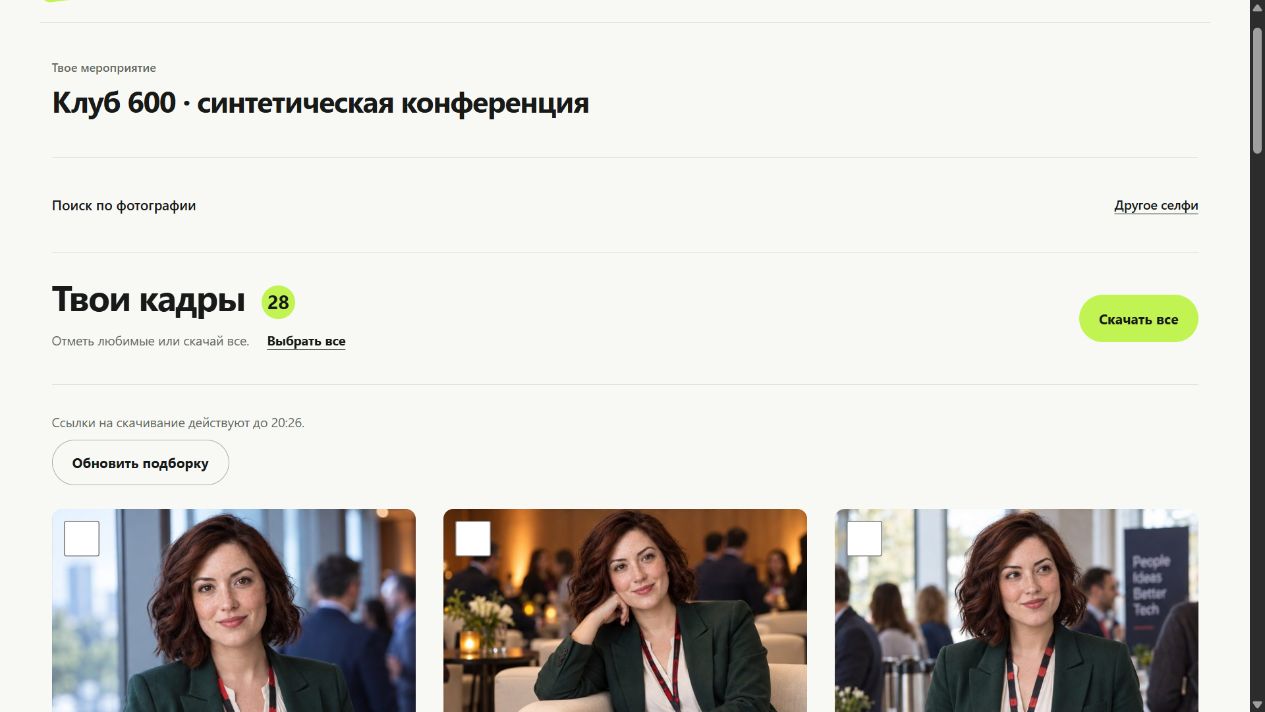 Твое мероприятие
Клуб 600 · синтетическая конференция
Поиск по фотографии
Другое селфи
Твои кадры 28
Скачать все
Отметь любимые или скачай все. Выбрать все
Ссылки на скачивание действуют до 20:26.
Обновить подборку
People
Ideas
Better
Tech